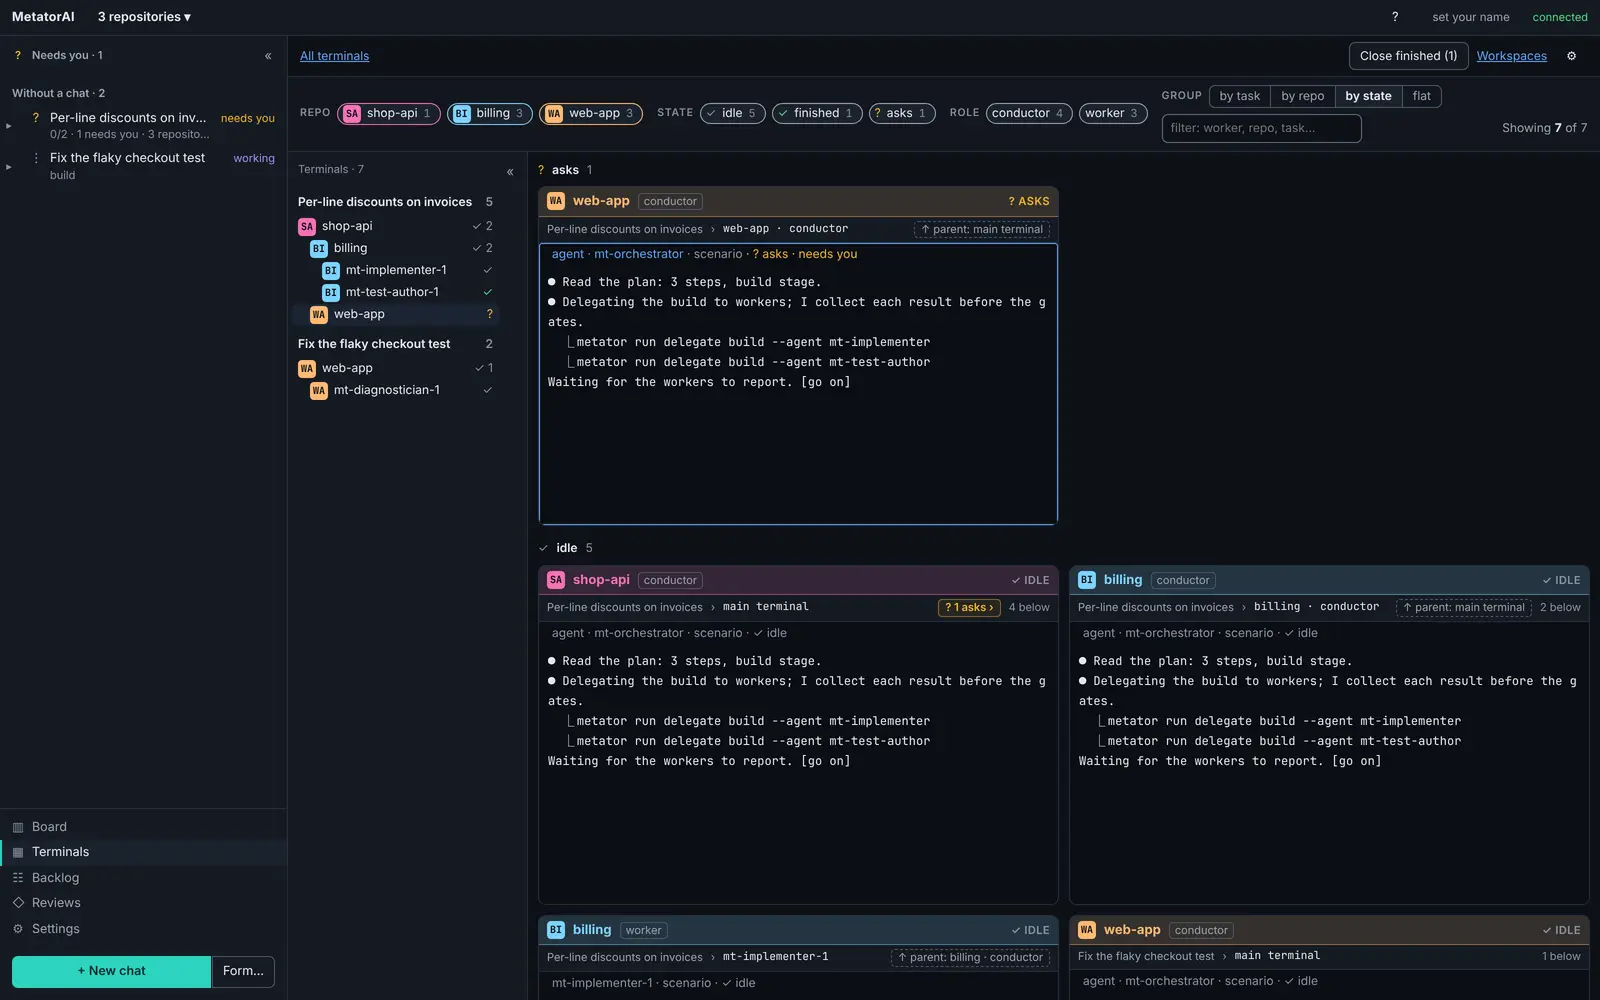 MetatorAI 3 repositories ▾ ? set your name connected
? Needs you · 1 «
Without a chat · 2
▸ ? Per-line discounts on inv... needs you
0/2 · 1 needs you · 3 reposito...
▸ ⋮ Fix the flaky checkout test working
build
Board
Terminals
Backlog
Reviews
Settings
+ New chat Form...
All terminals Close finished (1) Workspaces
REPO SA shop-api 1 BI billing 3 WA web-app 3 STATE ✓ idle 5 ✓ finished 1 ? asks 1 ROLE conductor 4 worker 3
GROUP by task by repo by state flat
filter: worker, repo, task... Showing 7 of 7
Terminals · 7 «
Per-line discounts on invoices 5
SA shop-api ✓ 2
BI billing ✓ 2
BI mt-implementer-1 ✓
BI mt-test-author-1 ✓
WA web-app ?
Fix the flaky checkout test 2
WA web-app ✓ 1
WA mt-diagnostician-1 ✓
? asks 1
WA web-app conductor ? ASKS
Per-line discounts on invoices › web-app · conductor ↑ parent: main terminal
agent · mt-orchestrator · scenario · ? asks · needs you
● Read the plan: 3 steps, build stage.
● Delegating the build to workers; I collect each result before the g
ates.
⎿metator run delegate build --agent mt-implementer
⎿metator run delegate build --agent mt-test-author
Waiting for the workers to report. [go on]
✓ idle 5
SA shop-api conductor ✓ IDLE
Per-line discounts on invoices › main terminal ? 1 asks › 4 below
agent · mt-orchestrator · scenario · ✓ idle
● Read the plan: 3 steps, build stage.
● Delegating the build to workers; I collect each result before the g
ates.
⎿metator run delegate build --agent mt-implementer
⎿metator run delegate build --agent mt-test-author
Waiting for the workers to report. [go on]
BI billing conductor ✓ IDLE
Per-line discounts on invoices › billing · conductor ↑ parent: main terminal 2 below
agent · mt-orchestrator · scenario · ✓ idle
● Read the plan: 3 steps, build stage.
● Delegating the build to workers; I collect each result before the g
ates.
⎿metator run delegate build --agent mt-implementer
⎿metator run delegate build --agent mt-test-author
Waiting for the workers to report. [go on]
BI billing worker ✓ IDLE
Per-line discounts on invoices › mt-implementer-1 ↑ parent: billing · conductor
mt-implementer-1 · scenario · ✓ idle
WA web-app conductor ✓ IDLE
Fix the flaky checkout test › main terminal 1 below
agent · mt-orchestrator · scenario · ✓ idle